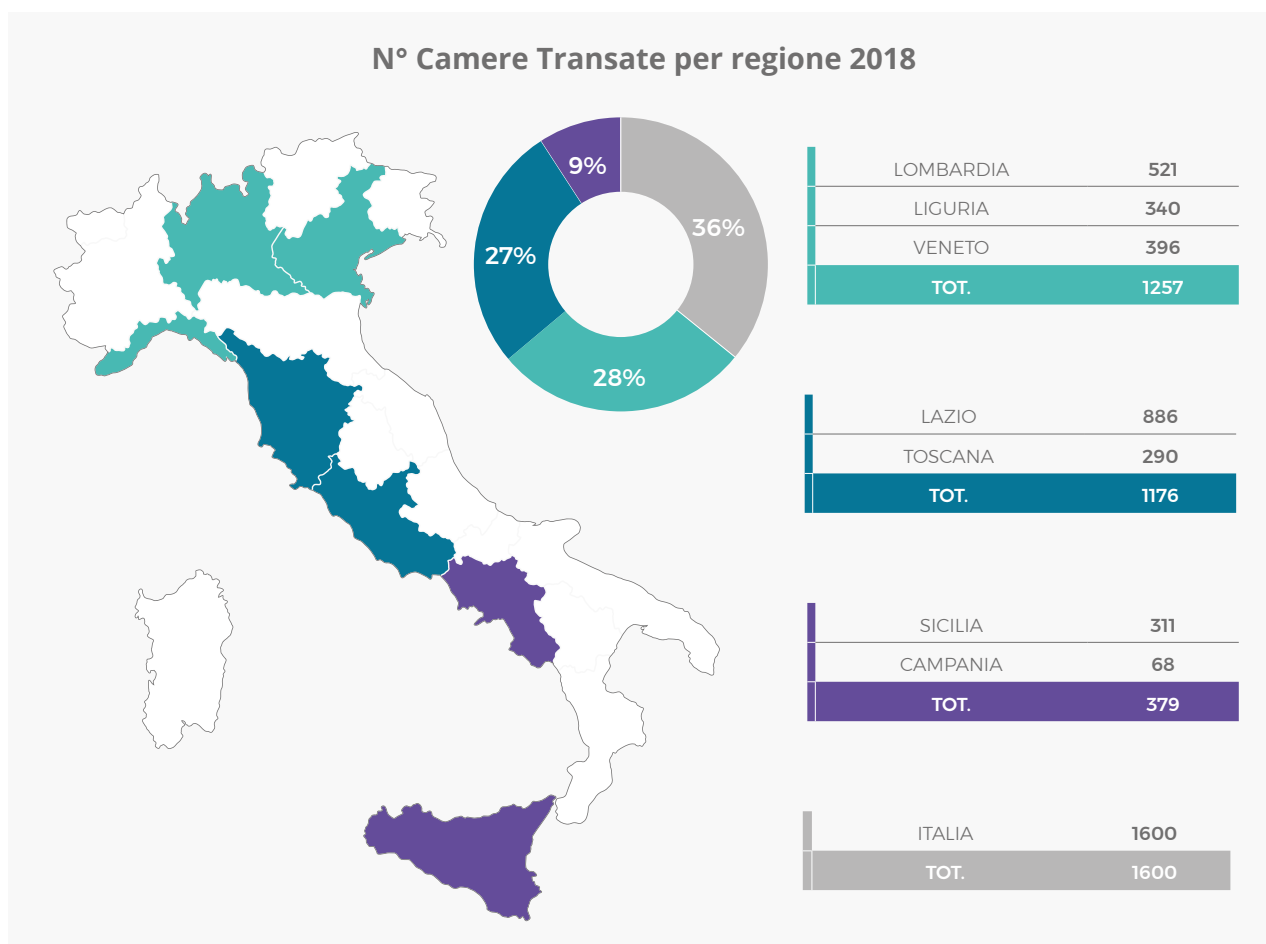 N° Camere Transate per regione 2018
9%
36%
27%
28%
LOMBARDIA 521
LIGURIA 340
VENETO 396
TOT. 1257
LAZIO 886
TOSCANA 290
TOT. 1176
SICILIA 311
CAMPANIA 68
TOT. 379
ITALIA 1600
TOT. 1600